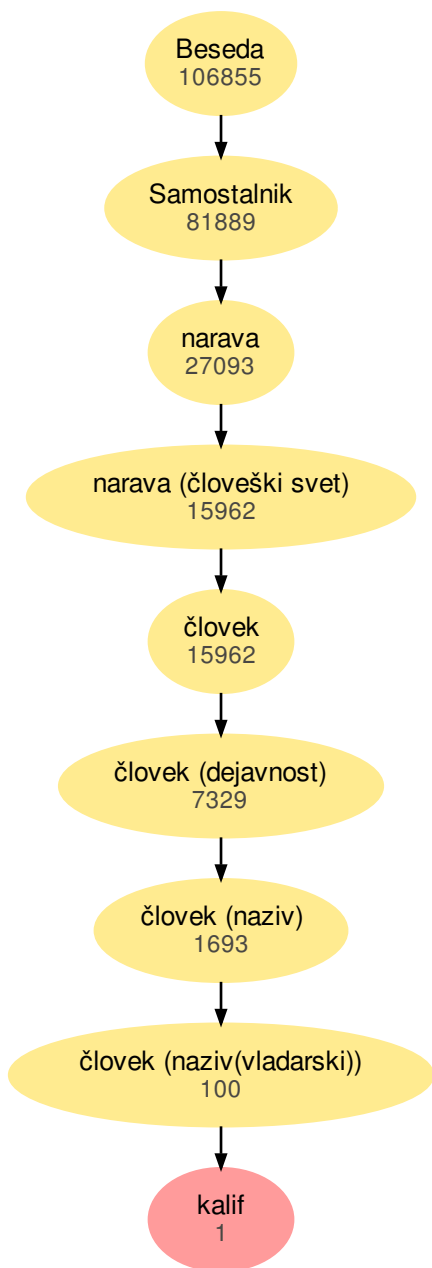 Beseda
106855
Samostalnik
81889
narava
27093
narava (človeški svet)
15962
človek
15962
človek (dejavnost)
7329
človek (naziv)
1693
človek (naziv(vladarski))
100
kalif
1